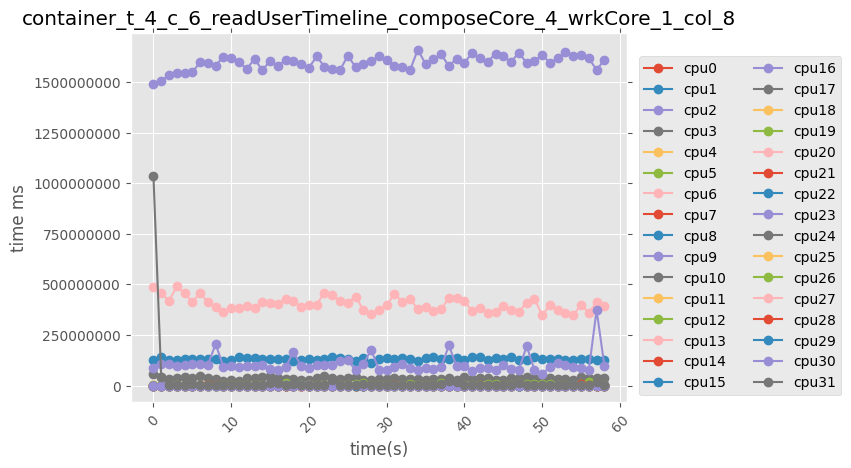 container_t_4_c_6_readUserTimeline_composeCore_4_wrkCore_1_col_8
time ms
1500000000
1250000000
1000000000
750000000
500000000
250000000
0
0
10
20
30
40
50
60
time(s)
cpu0
cpu1
cpu2
cpu3
cpu4
cpu5
cpu6
cpu7
cpu8
cpu9
cpu10
cpu11
cpu12
cpu13
cpu14
cpu15
cpu16
cpu17
cpu18
cpu19
cpu20
cpu21
cpu22
cpu23
cpu24
cpu25
cpu26
cpu27
cpu28
cpu29
cpu30
cpu31